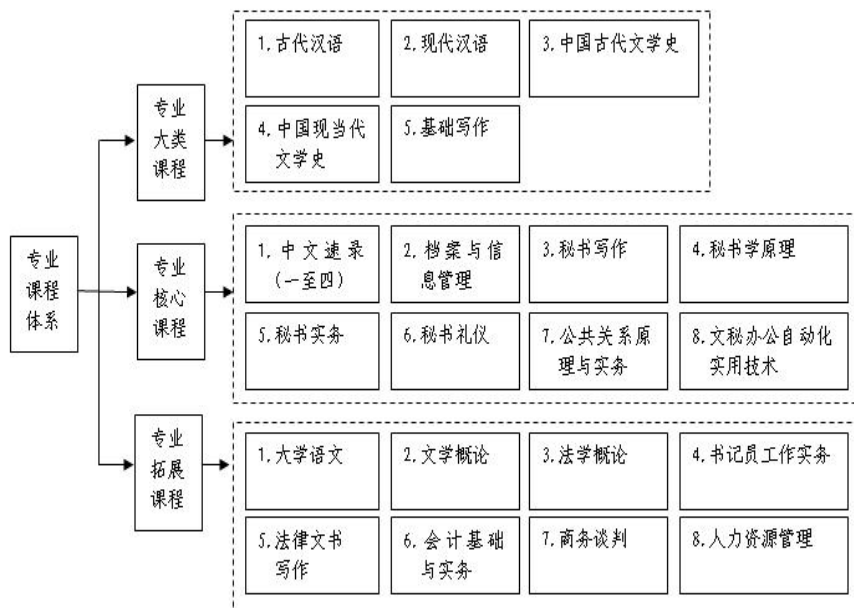 专业
课程
体系
专业
大类
课程
1.古代汉语
2.现代汉语
3.中国古代文学史
4.中国现当代
文学史
5.基础写作
专业
核心
课程
1.中文速录
(一至四)
2.档案与信
息管理
3.秘书写作
4.秘书学原理
5.秘书实务
6.秘书礼仪
7.公共关系原
理与实务
8.文秘办公自动化
实用技术
专业
拓展
课程
1.大学语文
2.文学概论
3.法学概论
4.书记员工作实务
5.法律文书
写作
6.会计基础
与实务
7.商务谈判
8.人力资源管理